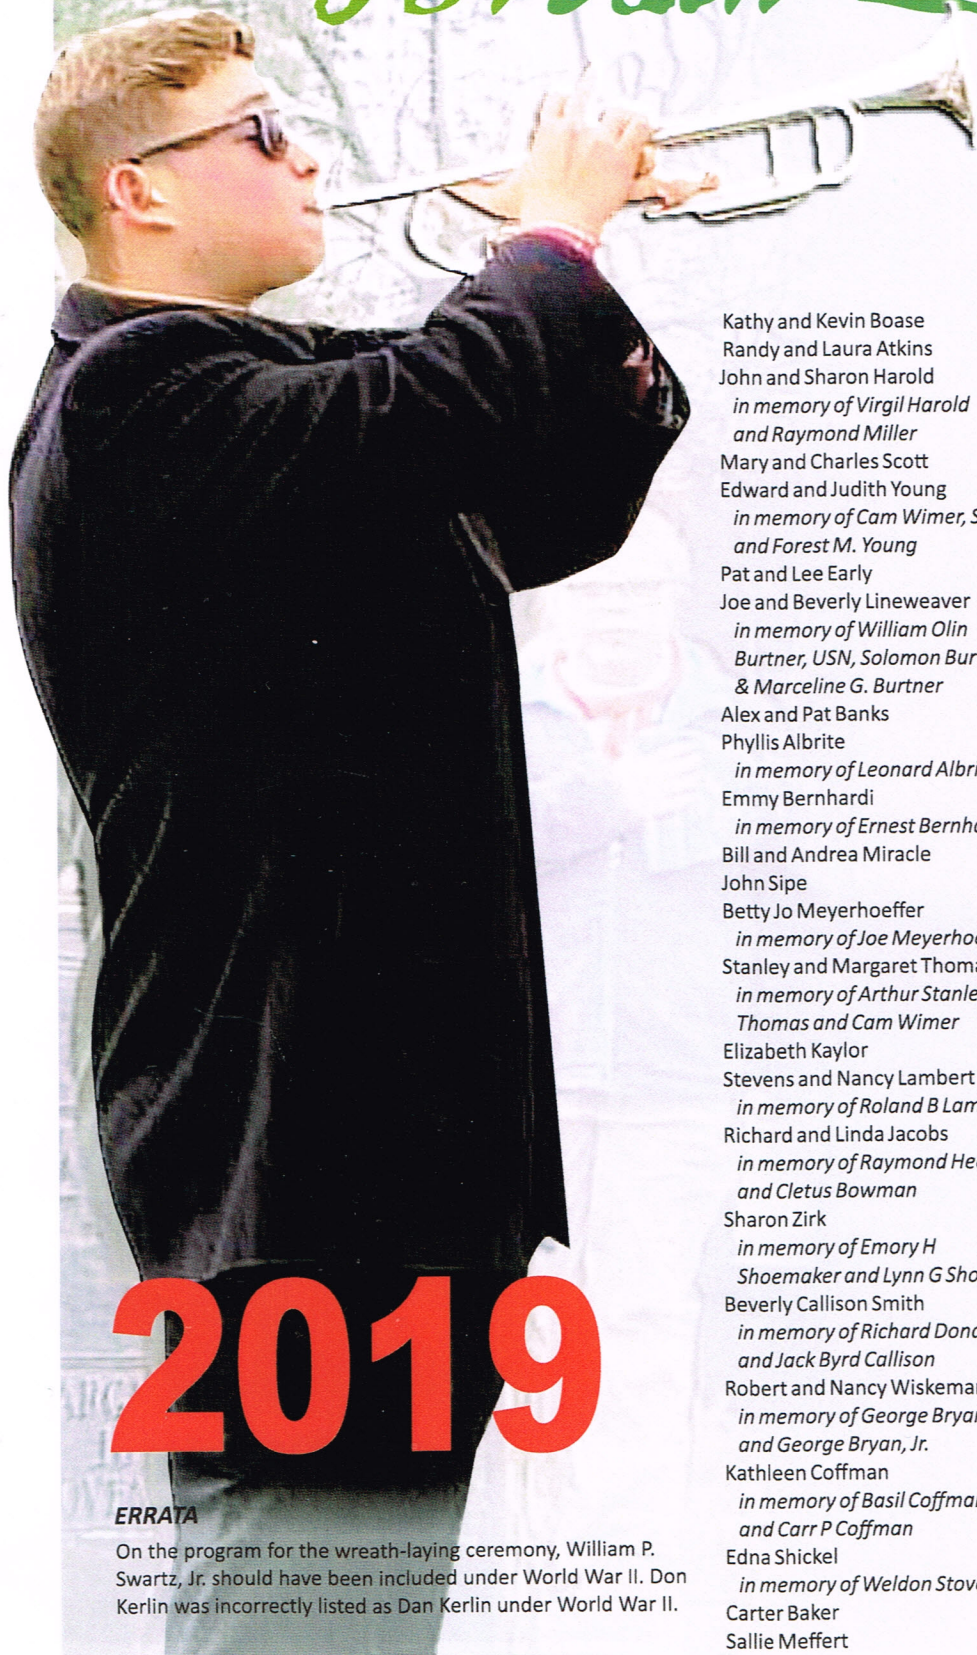 Kathy and Kevin Boase
Randy and Laura Atkins
John and Sharon Harold
in memory of Virgil Harold
and Raymond Miller
Mary and Charles Scott
Edward and Judith Young
in memory of Cam Wimer,
and Forest M. Young
Pat and Lee Early
Joe and Beverly Lineweaver
in memory of William Olin
Burtner, USN, Solomon
& Marceline G. Burtner
Alex and Pat Banks
Phyllis Albrite
in memory of Leonard
Emmy Bernhardi
in memory of Ernest
Bill and Andrea Miracle
John Sipe
Betty Jo Meyerhoeffer
in memory of Joe
Stanley and Margaret
in memory of Arthur
Thomas and Cam Wimer
Elizabeth Kaylor
Stevens and Nancy Lambert
in memory of Roland B
Richard and Linda Jacobs
in memory of Raymond
and Cletus Bowman
Sharon Zirk
in memory of Emory H
Shoemaker and Lynn G
Beverly Callison Smith
in memory of Richard
and Jack Byrd Callison
Robert and Nancy
in memory of George
and George Bryan, Jr.
Kathleen Coffman
in memory of Basil
and Carr P Coffman
Edna Shickel
in memory of Weldon
Carter Baker
Sallie Meffert
2019
ERRATA
On the program for the wreath-laying ceremony, William P.
Swartz, Jr. should have been included under World War II. Don
Kerlin was incorrectly listed as Dan Kerlin under World War II.